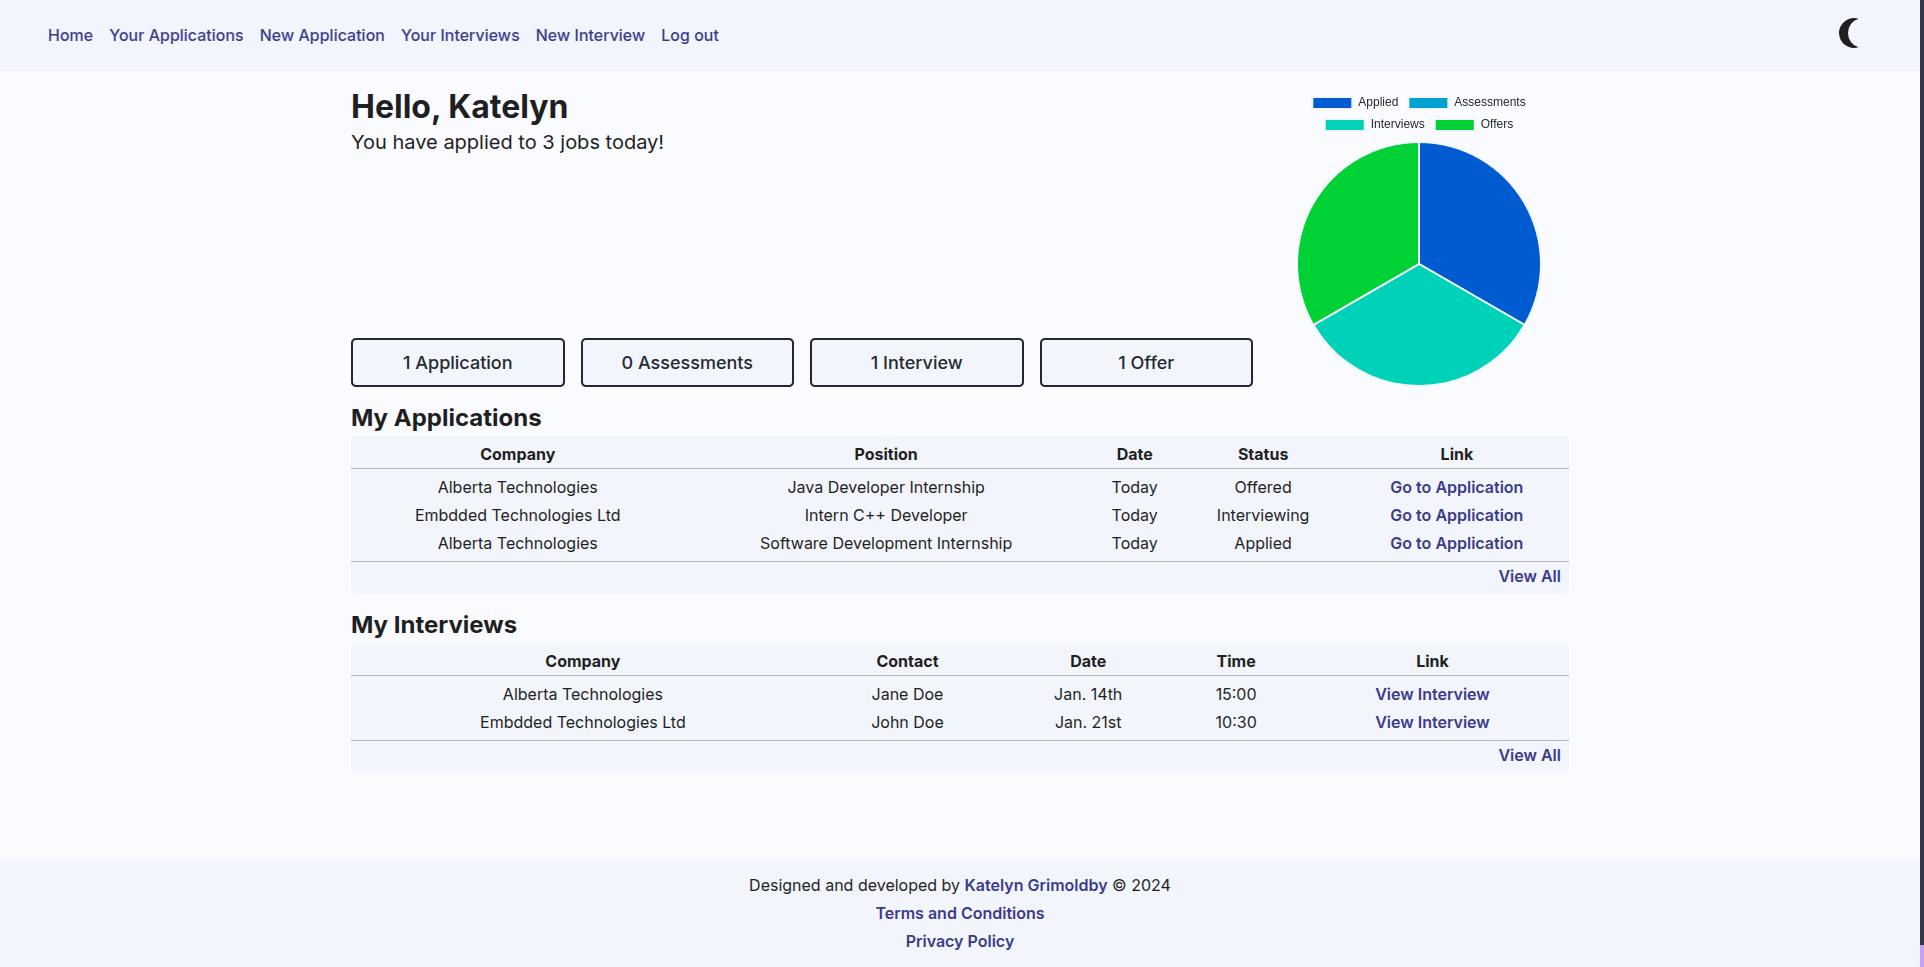 Home Your Applications New Application Your Interviews New Interview Log out
Hello, Katelyn
You have applied to 3 jobs today!
Applied Assessments
Interviews Offers
1 Application 0 Assessments 1 Interview 1 Offer
My Applications
Company Position Date Status Link
Alberta Technologies Java Developer Internship Today Offered Go to Application
Embdded Technologies Ltd Intern C++ Developer Today Interviewing Go to Application
Alberta Technologies Software Development Internship Today Applied Go to Application
View All
My Interviews
Company Contact Date Time Link
Alberta Technologies Jane Doe Jan. 14th 15:00 View Interview
Embdded Technologies Ltd John Doe Jan. 21st 10:30 View Interview
View All
Designed and developed by Katelyn Grimoldby © 2024
Terms and Conditions
Privacy Policy